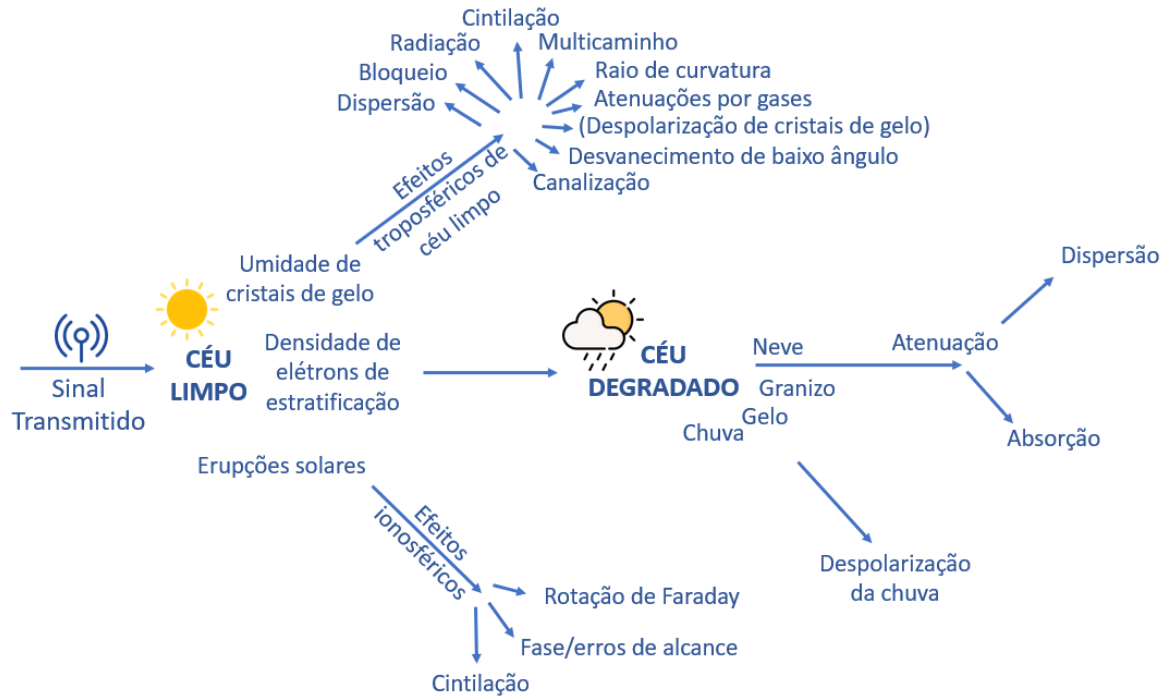 Cintilação
Radiação
Multicaminho
Bloqueio
Raio de curvatura
Dispersão
Atenuações por gases
(Despolarização de cristais de gelo)
Desvanecimento de baixo ângulo
Canalização
Efeitos
troposféricos de
céu limpo
Umidade de
cristais de gelo
Sinal
Transmitido
CÉU
LIMPO
Densidade de
elétrons de
estratificação
Erupções solares
Efeitos
ionosféricos
Rotação de Faraday
Fase/erros de alcance
Cintilação
CÉU
DEGRADADO
Neve
Granizo
Gelo
Chuva
Atenuação
Dispersão
Absorção
Despolarização
da chuva